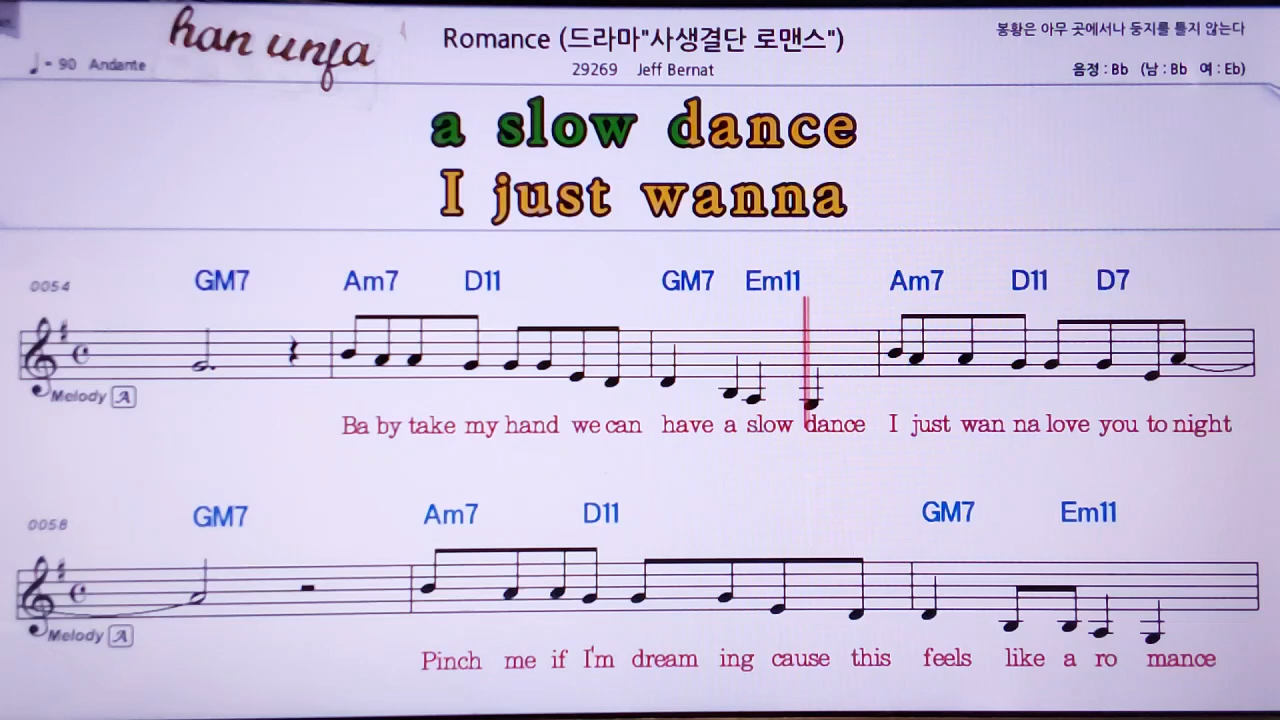 han unfa
Romance (드라마"사생결단 로맨스")
봉황은 아무 곳에서나 둥지를 틀지 않는다
♩= 90 Andante
29269 Jeff Bernat
음정 : Bb (남 : Bb 여 : Eb)
a slow dance
I just wanna
0054 GM7 Am7 D11 GM7 Em11 Am7 D11 D7
Melody A
Ba by take my hand we can have a slow dance I just wan na love you to night
0058 GM7 Am7 D11 GM7 Em11
Melody A
Pinch me if I'm dream ing cause this feels like a ro mance